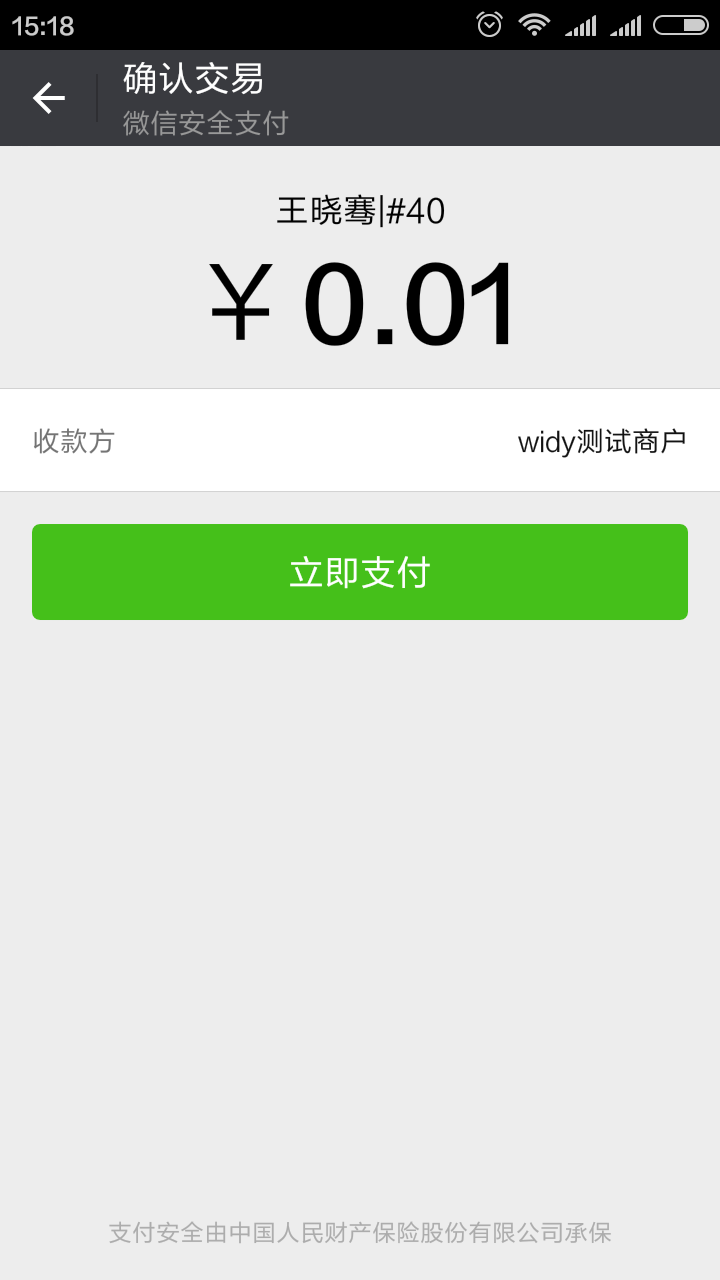 15:18
确认交易
微信安全支付
王晓骞|#40
￥0.01
收款方
widy测试商户
立即支付
支付安全由中国人民财产保险股份有限公司承保